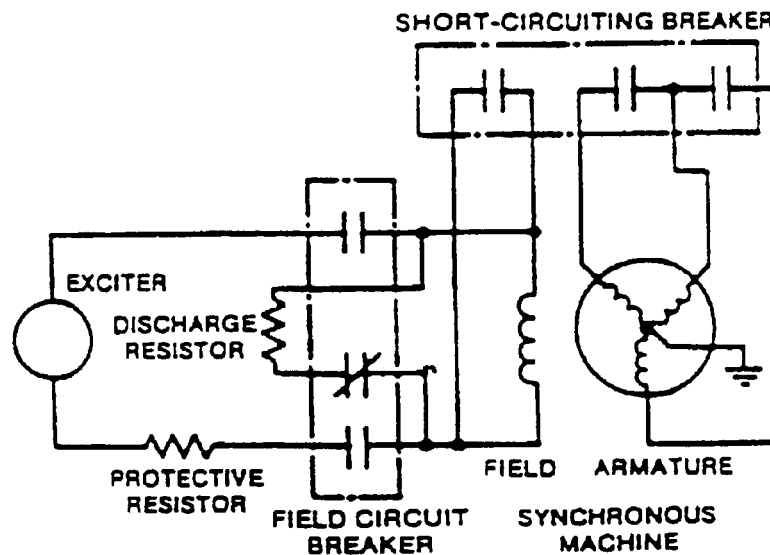 SHORT-CIRCUITING BREAKER
EXCITER
DISCHARGE
RESISTOR
PROTECTIVE
RESISTOR
FIELD CIRCUIT
BREAKER
FIELD
ARMATURE
SYNCHRONOUS
MACHINE